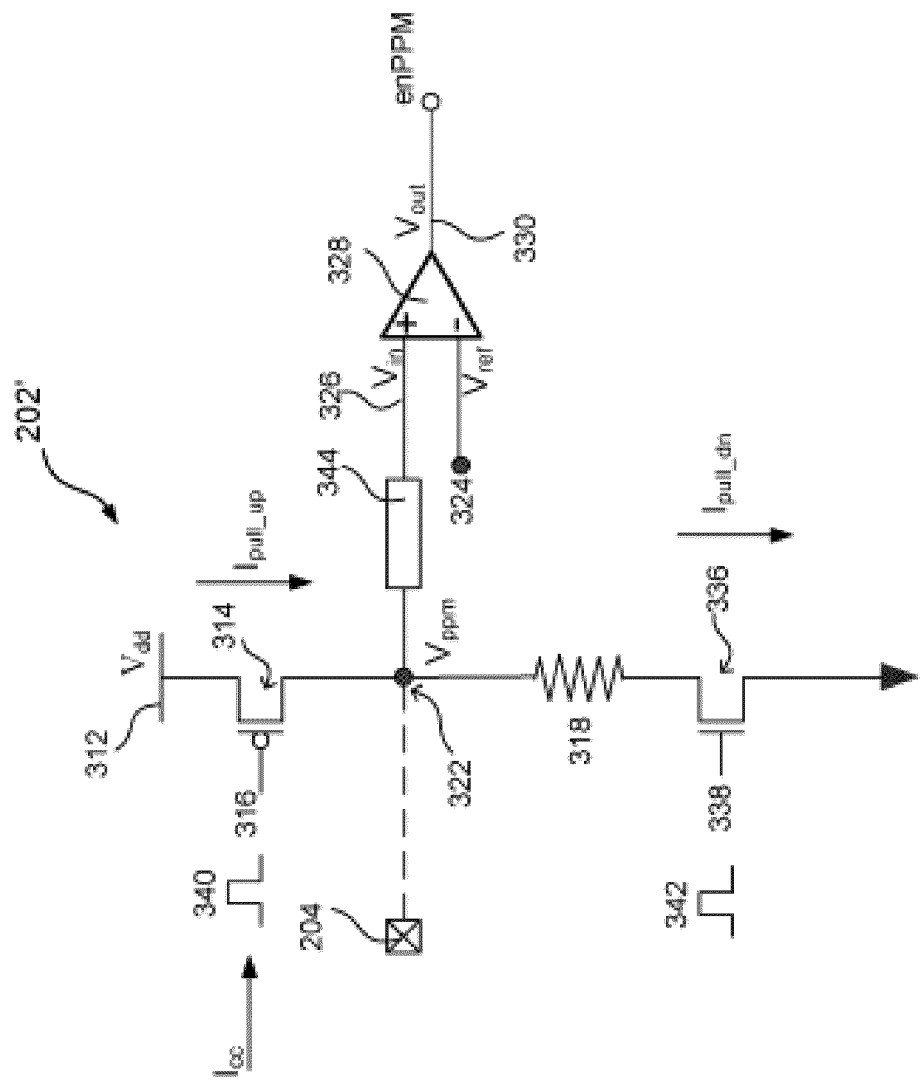 202'
enPPM
312
Vdd
314
Ipull_up
316
340
Icc
204
322
Vppm
344
326
Vin
+
328
Vout
330
-
Vref
324
318
Ipull_dn
336
338
342